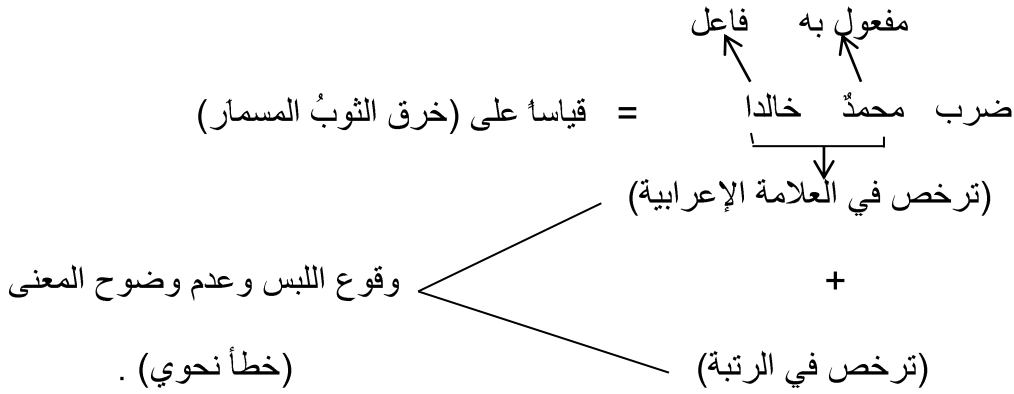 مفعول به فاعل
ضرب محمدٌ خالدا = قياساً على (خرق الثوبُ المسمارَ)
(ترخص في العلامة الإعرابية)
+ وقوع اللبس وعدم وضوح المعنى
(ترخص في الرتبة) (خطأ نحوي) .